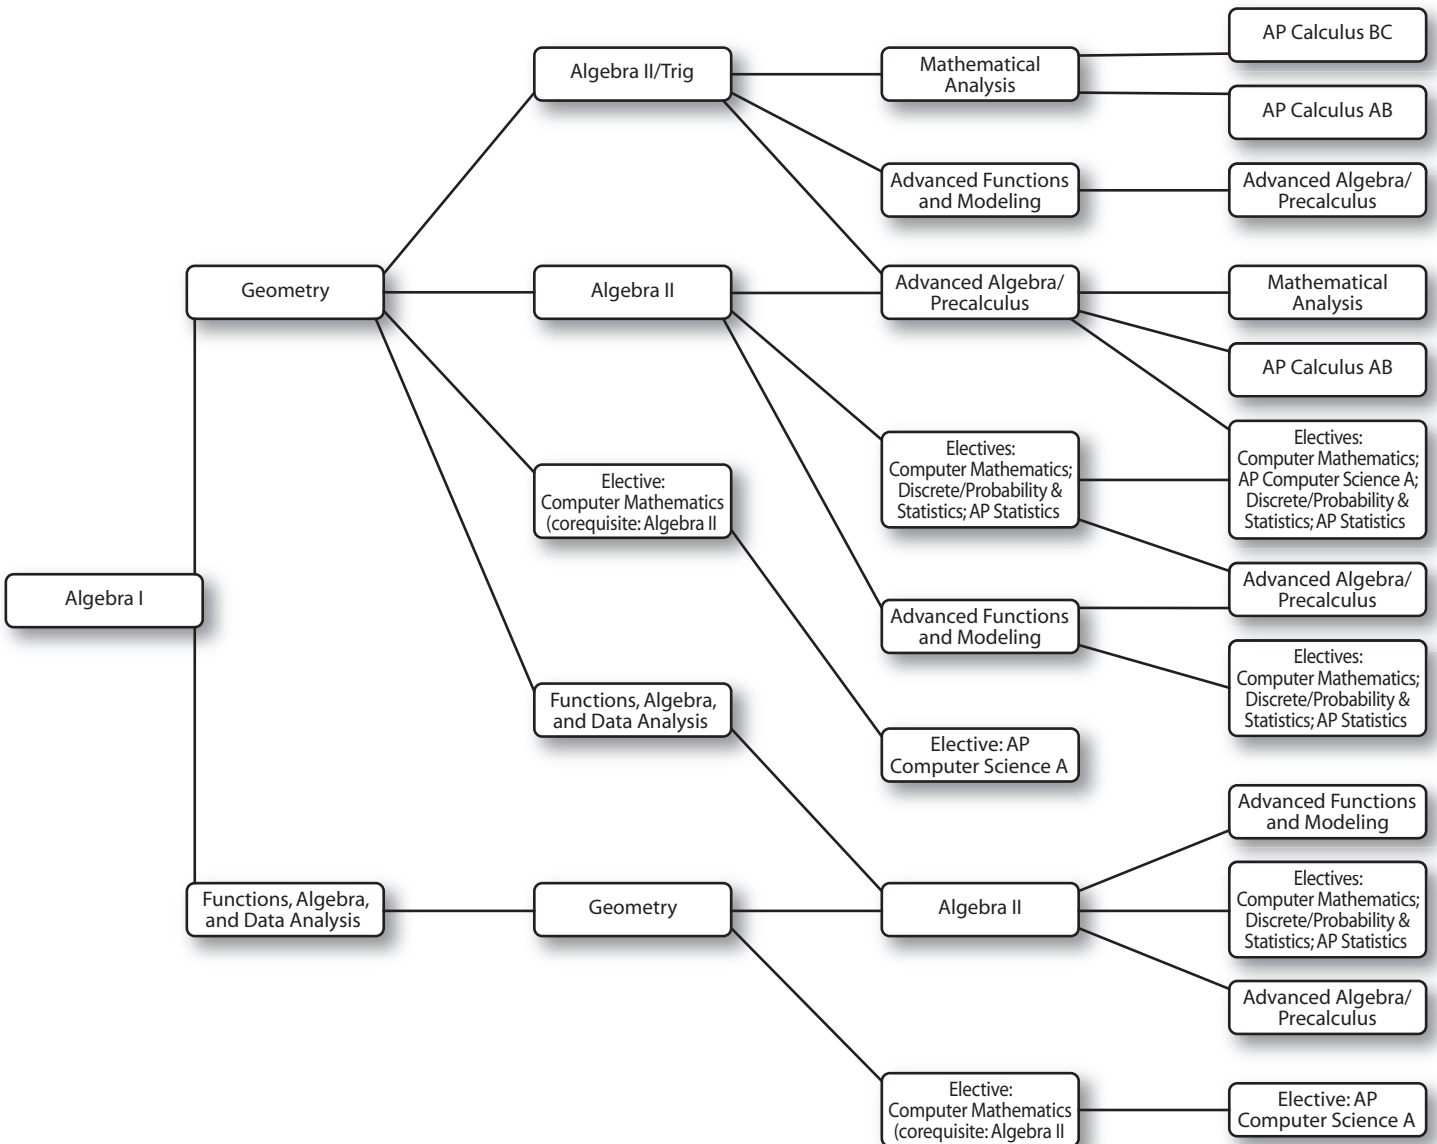 Algebra I
Geometry
Functions, Algebra,
and Data Analysis
Algebra II/Trig
Algebra II
Elective:
Computer Mathematics
(corequisite: Algebra II
Functions, Algebra,
and Data Analysis
Geometry
Mathematical
Analysis
Advanced Functions
and Modeling
Advanced Algebra/
Precalculus
Electives:
Computer Mathematics;
Discrete/Probability &
Statistics; AP Statistics
Advanced Functions
and Modeling
Elective: AP
Computer Science A
Algebra II
Elective:
Computer Mathematics
(corequisite: Algebra II
AP Calculus BC
AP Calculus AB
Advanced Algebra/
Precalculus
Mathematical
Analysis
AP Calculus AB
Electives:
Computer Mathematics;
AP Computer Science A;
Discrete/Probability &
Statistics; AP Statistics
Advanced Algebra/
Precalculus
Electives:
Computer Mathematics;
Discrete/Probability &
Statistics; AP Statistics
Advanced Functions
and Modeling
Electives:
Computer Mathematics;
Discrete/Probability &
Statistics; AP Statistics
Advanced Algebra/
Precalculus
Elective: AP
Computer Science A